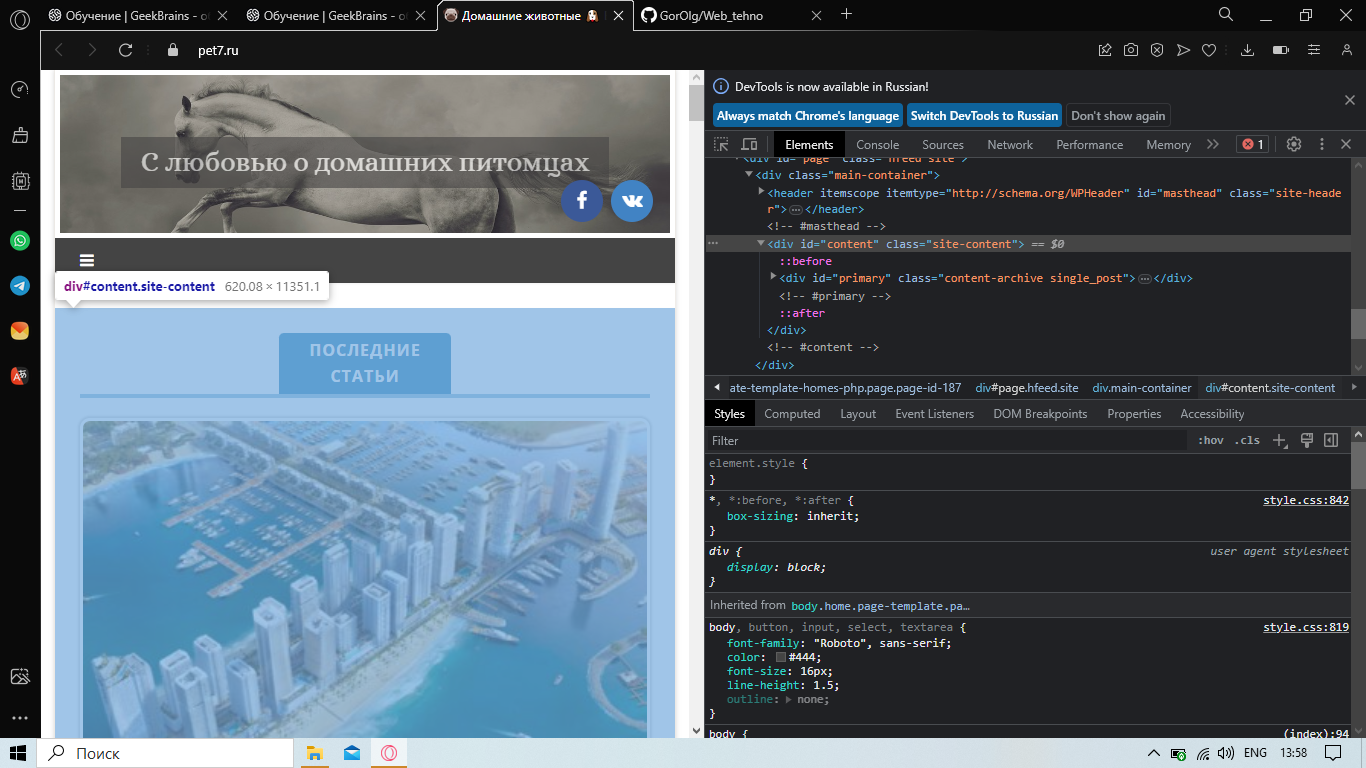 Обучение | GeekBrains - о
Обучение | GeekBrains - о
Домашние животные
GorOlg/Web_tehno
pet7.ru
С любовью о домашних питомцах
div#content.site-content 620.08 × 11351.1
ПОСЛЕДНИЕ
СТАТЬИ
DevTools is now available in Russian!
Always match Chrome's language
Switch DevTools to Russian
Don't show again
Elements
Console
Sources
Network
Performance
Memory
1
<div id="page" class="hfeed site">
<div class="main-container">
<header itemscope itemtype="http://schema.org/WPHeader" id="masthead" class="site-heade
r">…</header>
<!-- #masthead -->
<div id="content" class="site-content"> == $0
::before
<div id="primary" class="content-archive single_post">…</div>
<!-- #primary -->
::after
</div>
<!-- #content -->
</div>
ate-template-homes-php.page.page-id-187 div#page.hfeed.site div.main-container div#content.site-content
Styles
Computed
Layout
Event Listeners
DOM Breakpoints
Properties
Accessibility
Filter
:hov .cls
element.style {
}
*, *:before, *:after { style.css:842
box-sizing: inherit;
}
div { user agent stylesheet
display: block;
}
Inherited from body.home.page-template.pa…
body, button, input, select, textarea { style.css:819
font-family: "Roboto", sans-serif;
color: #444;
font-size: 16px;
line-height: 1.5;
outline: none;
}
body { (index):94
Поиск
ENG
13:58